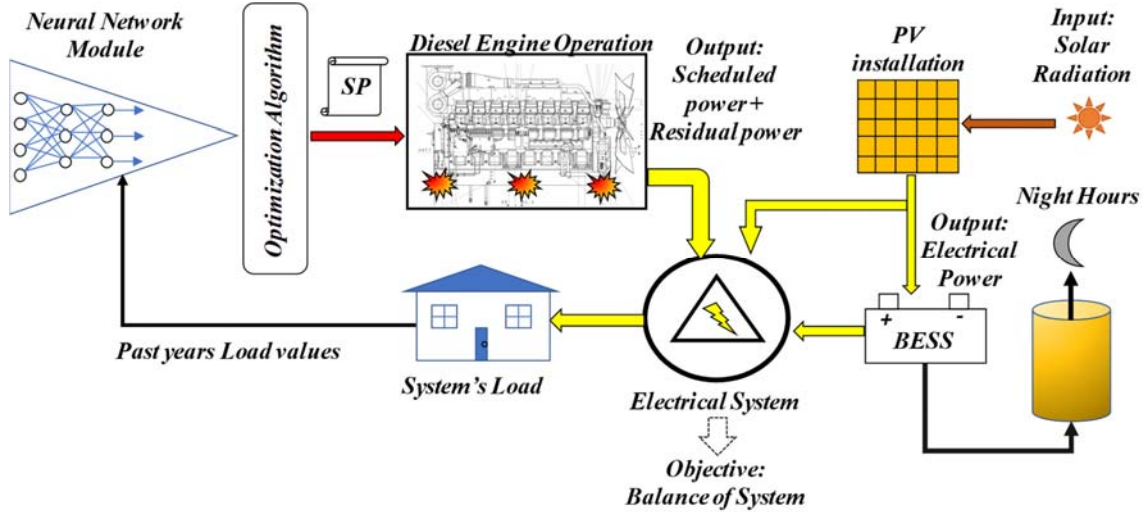 Neural Network
Module
Optimization Algorithm
SP
Diesel Engine Operation
Output:
Scheduled
power +
Residual power
PV
installation
Input:
Solar
Radiation
Night Hours
Output:
Electrical
Power
+ -
BESS
Past years Load values
System's Load
Electrical System
Objective:
Balance of System